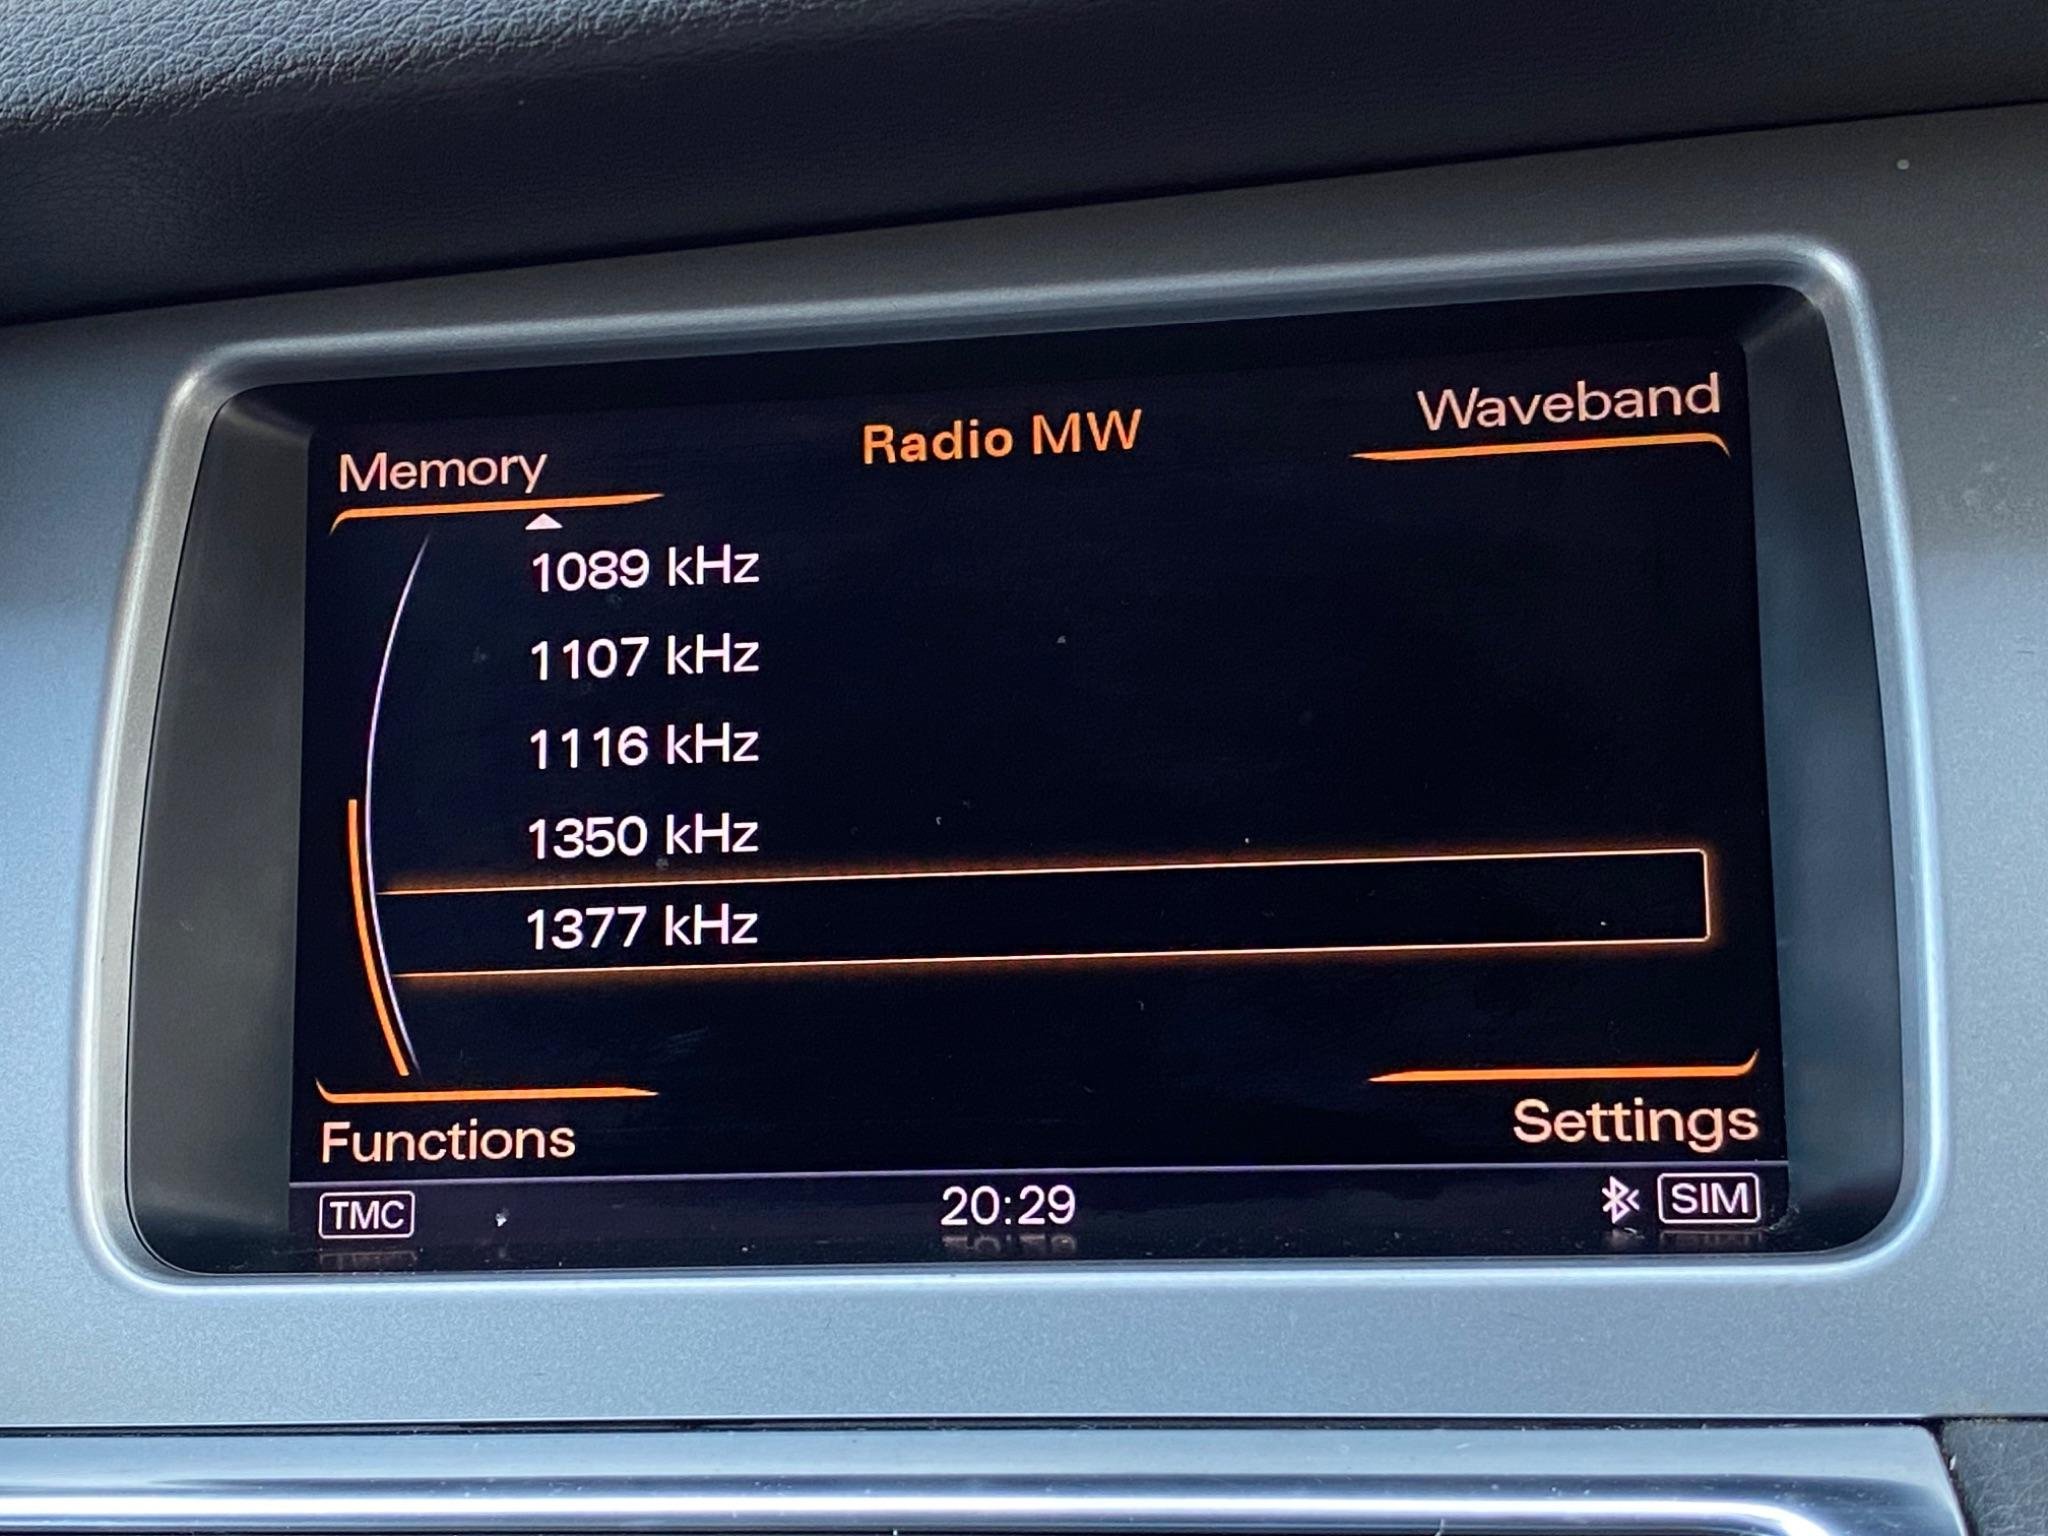 Memory
Radio MW
Waveband
1089 kHz
1107 kHz
1116 kHz
1350 kHz
1377 kHz
Functions
Settings
TMC
20:29
SIM